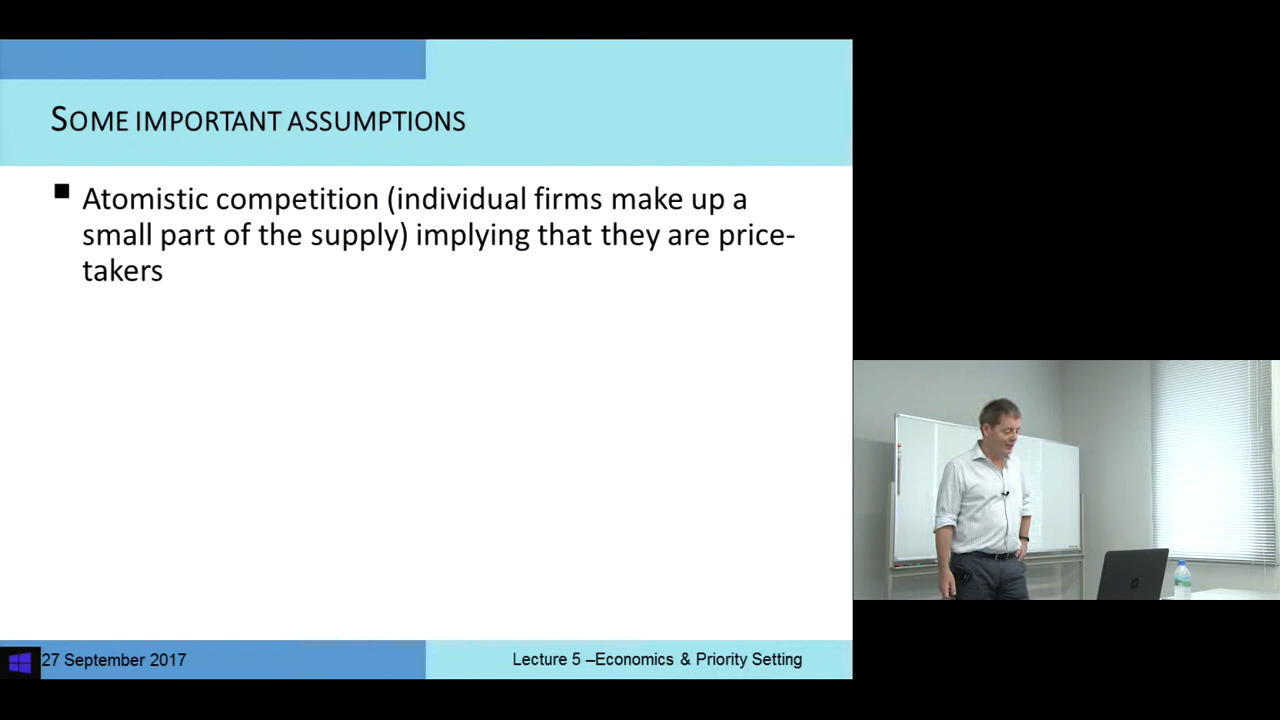 SOME IMPORTANT ASSUMPTIONS
Atomistic competition (individual firms make up a
small part of the supply) implying that they are price-
takers
27 September 2017
Lecture 5 –Economics & Priority Setting